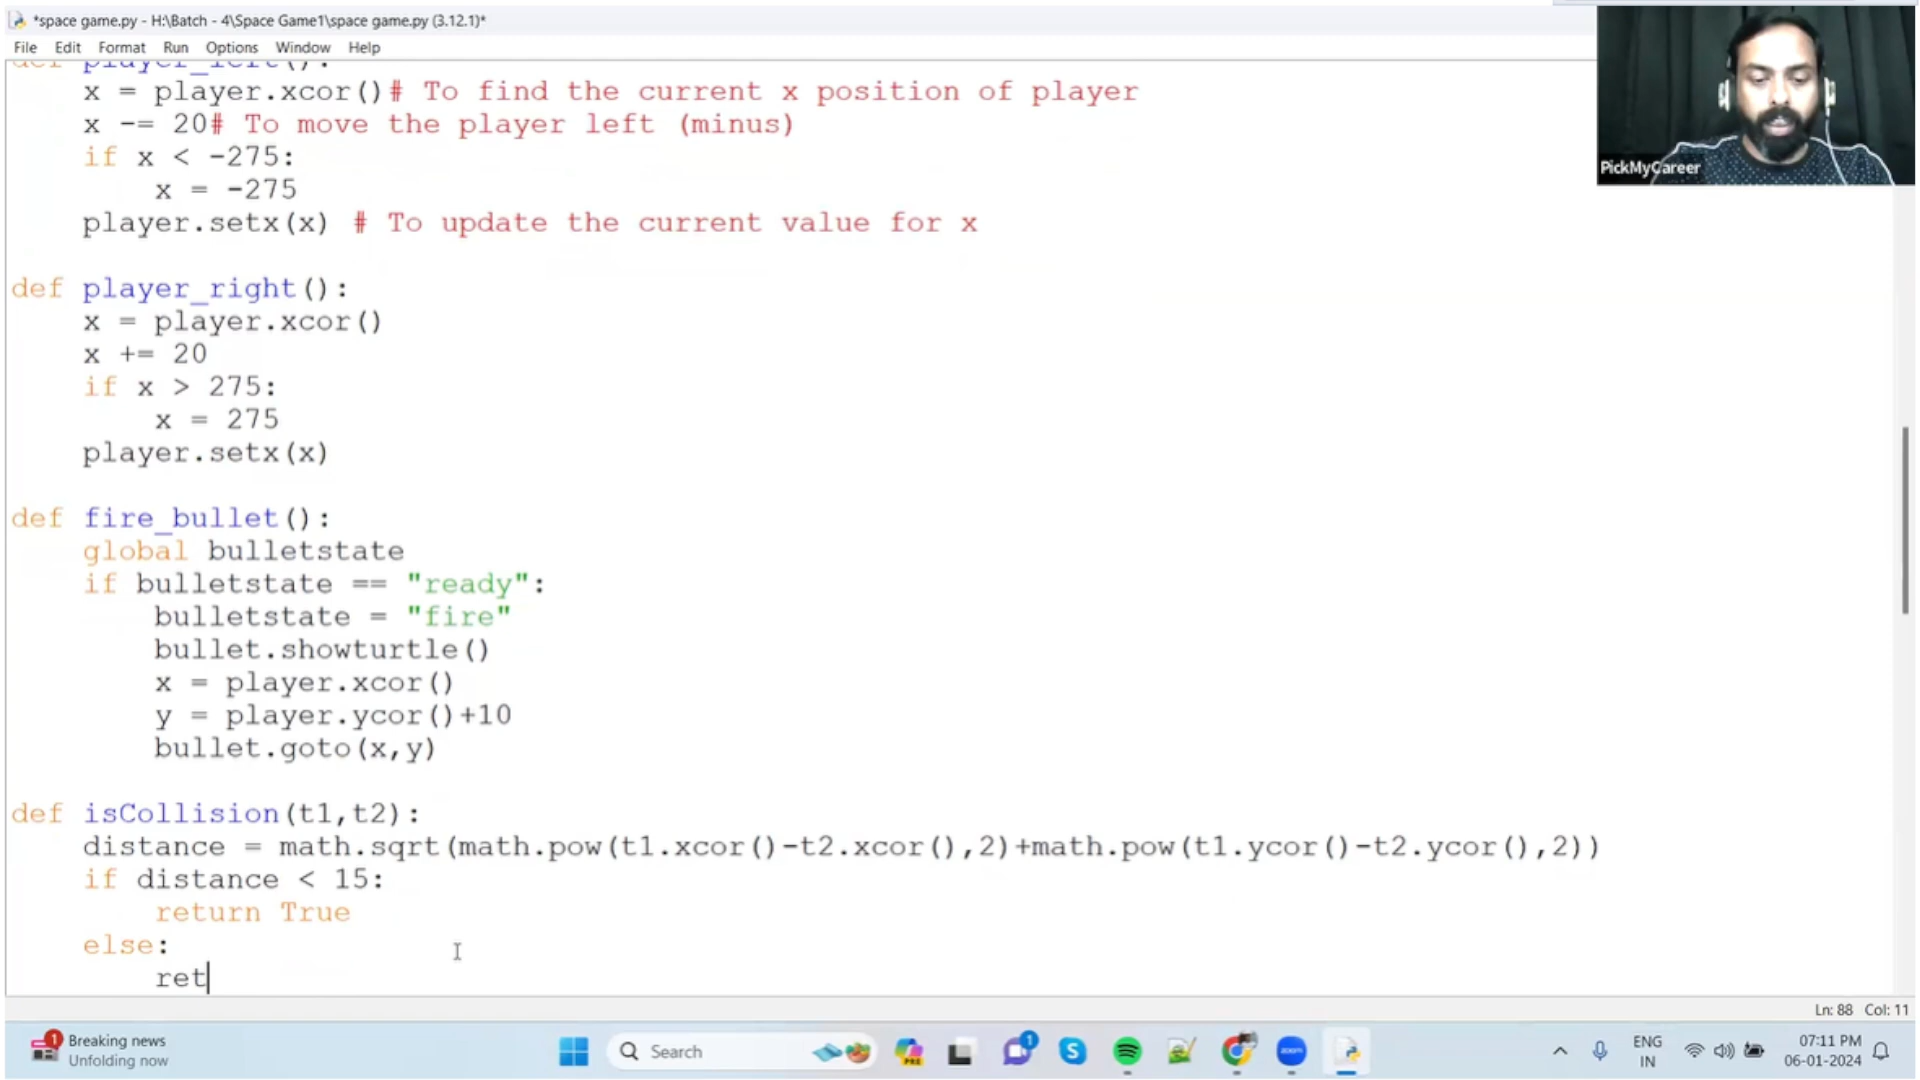 *space game.py - H:\Batch - 4\Space Game1\space game.py (3.12.1)*
File Edit Format Run Options Window Help
def player_left():
x = player.xcor()# To find the current x position of player
x -= 20# To move the player left (minus)
if x < -275:
x = -275
player.setx(x) # To update the current value for x
def player_right():
x = player.xcor()
x += 20
if x > 275:
x = 275
player.setx(x)
def fire_bullet():
global bulletstate
if bulletstate == "ready":
bulletstate = "fire"
bullet.showturtle()
x = player.xcor()
y = player.ycor()+10
bullet.goto(x,y)
def isCollision(t1,t2):
distance = math.sqrt(math.pow(t1.xcor()-t2.xcor(),2)+math.pow(t1.ycor()-t2.ycor(),2))
if distance < 15:
return True
else:
ret
PickMyCareer
Ln: 88 Col: 11
1
Breaking news
Unfolding now
Search
PRE
1
zoom
ENG
IN
07:11 PM
06-01-2024